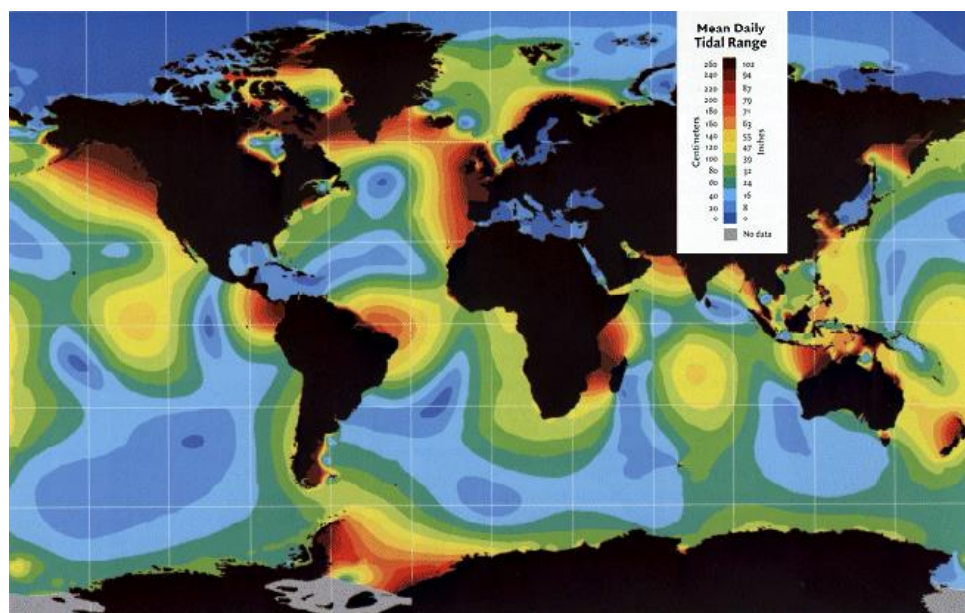 Mean Daily
Tidal Range
260 102
240 94
220 87
200 79
180 71
160 63
140 55
120 47
100 39
80 32
60 24
40 16
20 8
0 0
Centimeters
Inches
No data